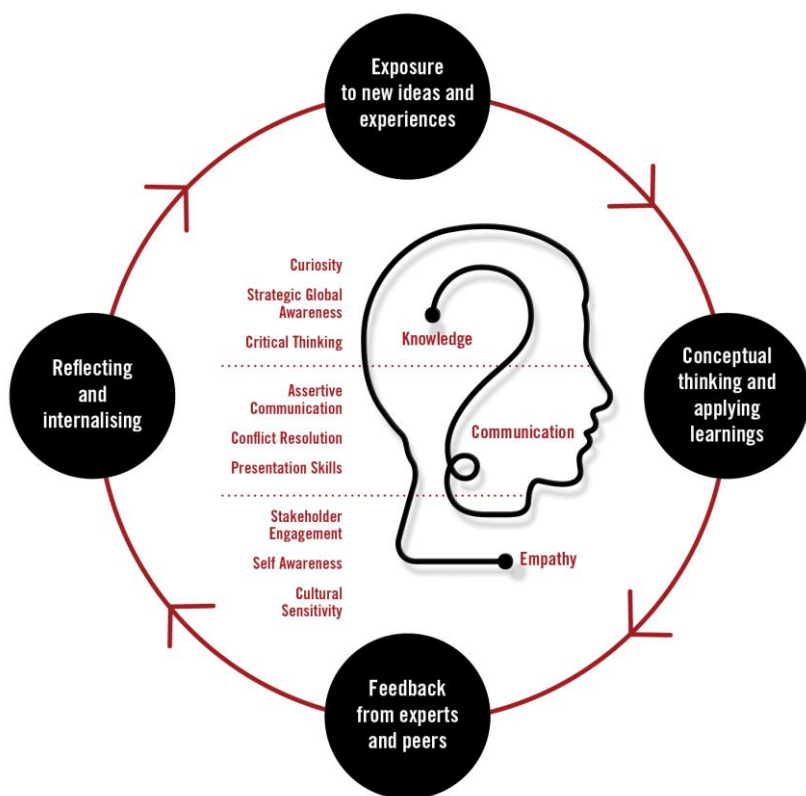 Exposure
to new ideas and
experiences
Curiosity
Strategic Global
Awareness
Critical Thinking
Knowledge
Reflecting
and
internalising
Conceptual
thinking and
applying
learnings
Assertive
Communication
Conflict Resolution
Presentation Skills
Communication
Stakeholder
Engagement
Self Awareness
Cultural
Sensitivity
Empathy
Feedback
from experts
and peers